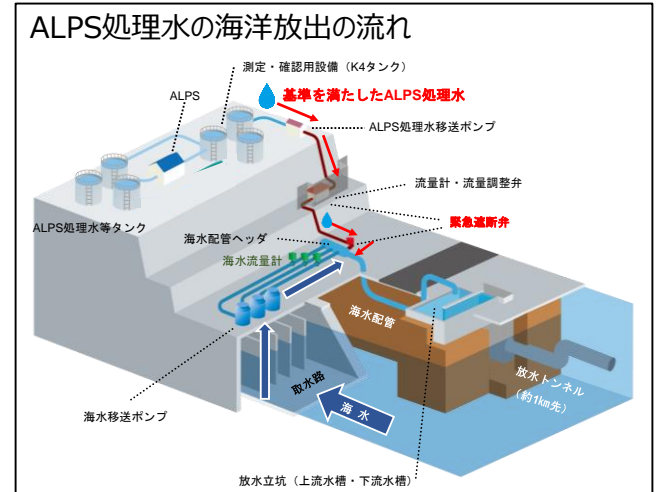 ALPS処理水の海洋放出の流れ
測定・確認用設備（K4タンク）
ALPS
基準を満たしたALPS処理水
ALPS処理水移送ポンプ
流量計・流量調整弁
ALPS処理水等タンク
緊急遮断弁
海水配管ヘッダ
海水流量計
海水配管
取水路
放水トンネル
（約1km先）
海水移送ポンプ
海 水
放水立坑（上流水槽・下流水槽）